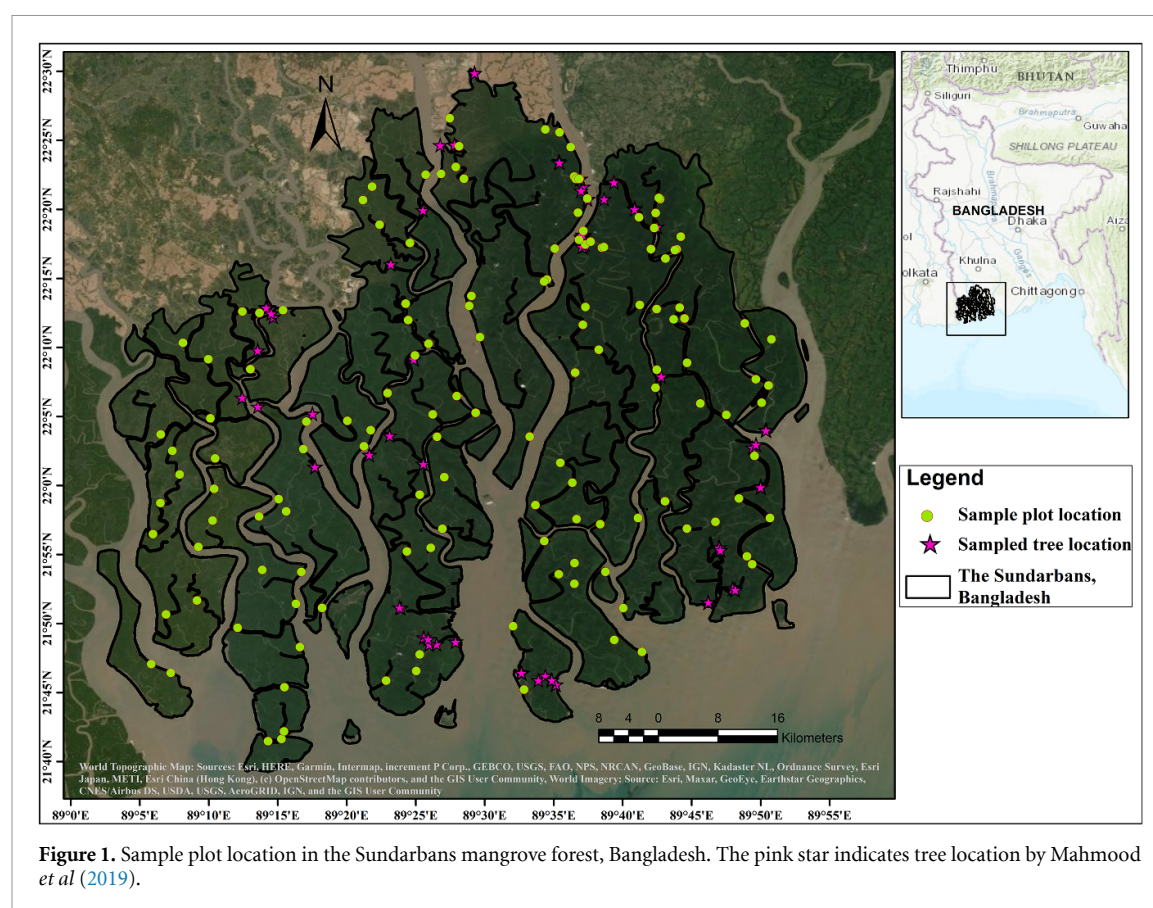 22°30'N
22°25'N
22°20'N
22°15'N
22°10'N
22°5'N
22°0'N
21°55'N
21°50'N
21°45'N
21°40'N
N
8 4 0 8 16
Kilometers
World Topographic Map: Sources: Esri, HERE, Garmin, Intermap, increment P Corp., GEBCO, USGS, FAO, NPS, NRCAN, GeoBase, IGN, Kadaster NL, Ordnance Survey, Esri
Japan, METI, Esri China (Hong Kong), (c) OpenStreetMap contributors, and the GIS User Community, World Imagery: Source: Esri, Maxar, GeoEye, Earthstar Geographics,
CNES/Airbus DS, USDA, USGS, AeroGRID, IGN, and the GIS User Community
89°0'E 89°5'E 89°10'E 89°15'E 89°20'E 89°25'E 89°30'E 89°35'E 89°40'E 89°45'E 89°50'E 89°55'E
Thimphu
BHUTAN
Siliguri
Brahmaputra
Guwaha
SHILLONG PLATEAU
Rajshahi
Brahmap
BANGLADESH
Dhaka
Aiza
ol
Khulna
Ganges
olkata
Chittagong
Legend
Sample plot location
Sampled tree location
The Sundarbans,
Bangladesh
Figure 1. Sample plot location in the Sundarbans mangrove forest, Bangladesh. The pink star indicates tree location by Mahmood
et al (2019).